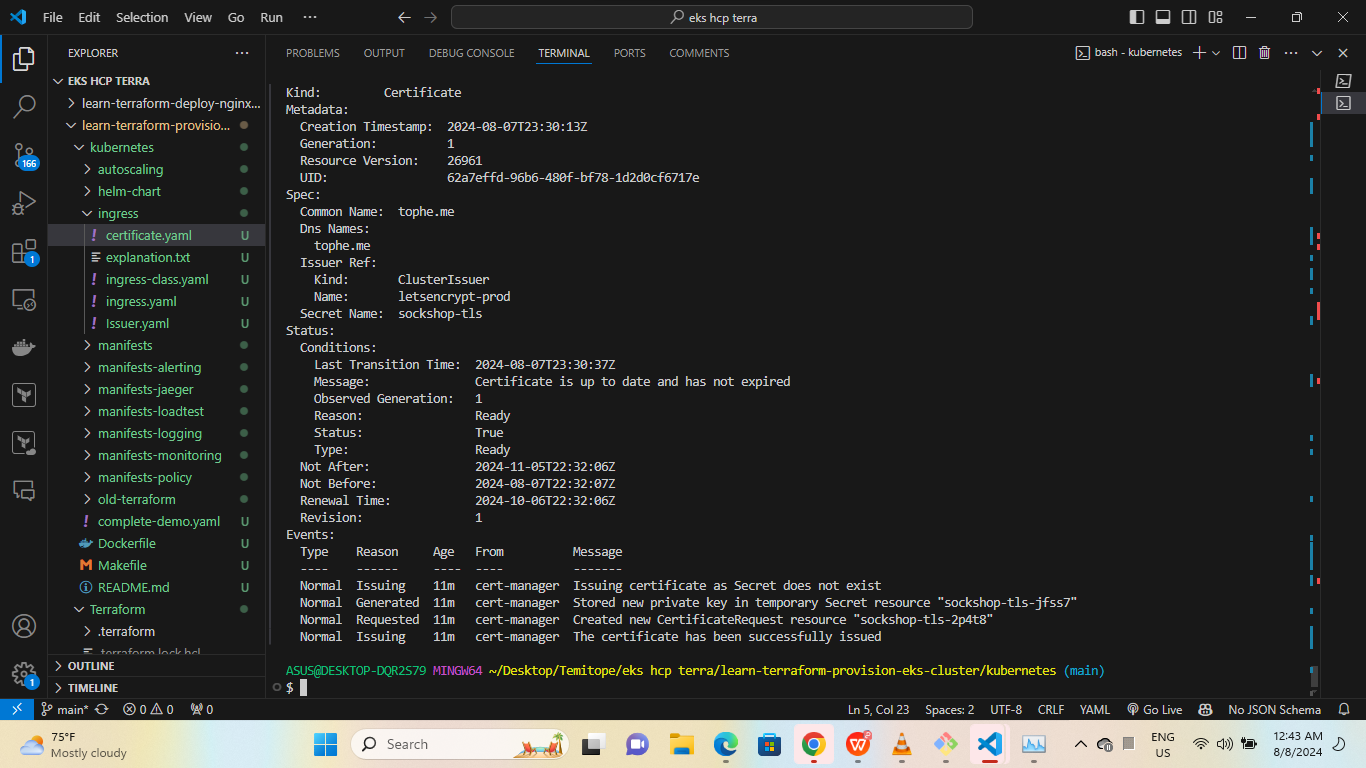 File Edit Selection View Go Run ··· eks hcp terra
EXPLORER ···
EKS HCP TERRA
learn-terraform-deploy-nginx...
learn-terraform-provisio...
kubernetes
autoscaling
helm-chart
ingress
! certificate.yaml U
explanation.txt U
! ingress-class.yaml U
! ingress.yaml U
! Issuer.yaml U
manifests
manifests-alerting
manifests-jaeger
manifests-loadtest
manifests-logging
manifests-monitoring
manifests-policy
old-terraform
! complete-demo.yaml U
Dockerfile U
M Makefile U
README.md U
Terraform
.terraform
.terraform.lock.hcl
OUTLINE
TIMELINE
166
1
1
PROBLEMS OUTPUT DEBUG CONSOLE TERMINAL PORTS COMMENTS bash - kubernetes
Kind: Certificate
Metadata:
Creation Timestamp: 2024-08-07T23:30:13Z
Generation: 1
Resource Version: 26961
UID: 62a7effd-96b6-480f-bf78-1d2d0cf6717e
Spec:
Common Name: tophe.me
Dns Names:
tophe.me
Issuer Ref:
Kind: ClusterIssuer
Name: letsencrypt-prod
Secret Name: sockshop-tls
Status:
Conditions:
Last Transition Time: 2024-08-07T23:30:37Z
Message: Certificate is up to date and has not expired
Observed Generation: 1
Reason: Ready
Status: True
Type: Ready
Not After: 2024-11-05T22:32:06Z
Not Before: 2024-08-07T22:32:07Z
Renewal Time: 2024-10-06T22:32:06Z
Revision: 1
Events:
Type Reason Age From Message
---- ------ ---- ---- -------
Normal Issuing 11m cert-manager Issuing certificate as Secret does not exist
Normal Generated 11m cert-manager Stored new private key in temporary Secret resource "sockshop-tls-jfss7"
Normal Requested 11m cert-manager Created new CertificateRequest resource "sockshop-tls-2p4t8"
Normal Issuing 11m cert-manager The certificate has been successfully issued
ASUS@DESKTOP-DQR2S79 MINGW64 ~/Desktop/Temitope/eks hcp terra/learn-terraform-provision-eks-cluster/kubernetes (main)
$
main* 0 0 0 Ln 5, Col 23 Spaces: 2 UTF-8 CRLF YAML Go Live No JSON Schema
75°F
Mostly cloudy
Search
ENG
US
12:43 AM
8/8/2024